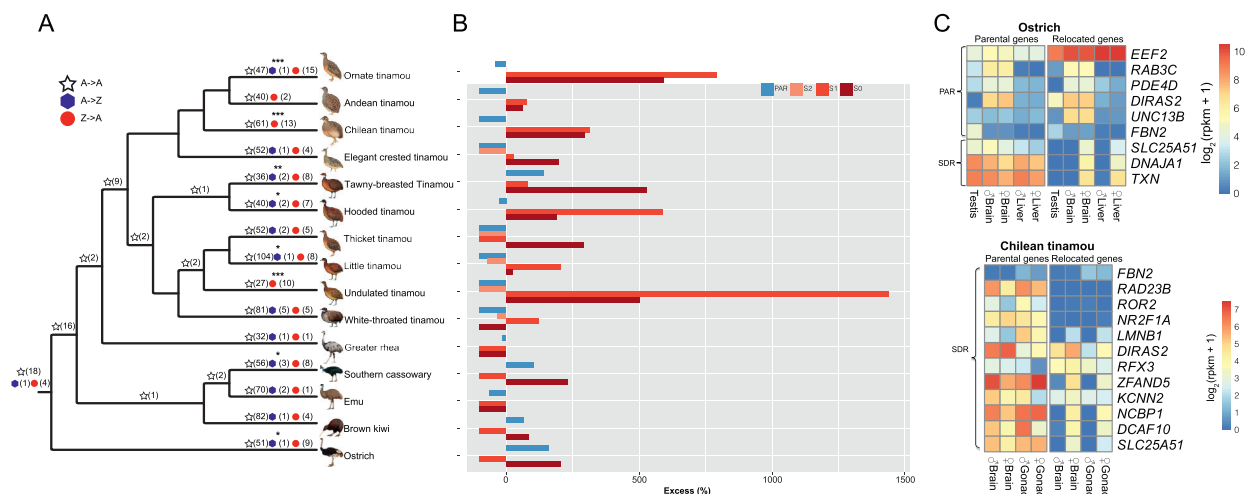 A
B
C
A->A
A->Z
Z->A
(47) (1) (15) ***
Ornate tinamou
(40) (2)
Andean tinamou
(61) (13) ***
Chilean tinamou
(52) (1) (4)
Elegant crested tinamou
(9)
(1)
(36) (2) (8) **
Tawny-breasted Tinamou
(40) (2) (7) *
Hooded tinamou
(2)
(52) (2) (5)
Thicket tinamou
(104) (1) (8) *
Little tinamou
(2)
(2)
(27) (10) ***
Undulated tinamou
(81) (5) (5)
White-throated tinamou
(16)
(32) (1) (1)
Greater rhea
(18)
(1) (4)
(56) (3) (8) *
Southern cassowary
(2)
(70) (2) (1)
Emu
(1)
(82) (1) (4)
Brown kiwi
(51) (1) (9) *
Ostrich
PAR S2 S1 S0
0 500 1000 1500
Excess (%)
Ostrich
Parental genes Relocated genes
PAR
EEF2
RAB3C
PDE4D
DIRAS2
UNC13B
FBN2
SDR
SLC25A51
DNAJA1
TXN
Testis ♂Brain ♀Brain ♂Liver ♀Liver Testis ♂Brain ♀Brain ♂Liver ♀Liver
10
8
6
4
2
0
log2(rpkm + 1)
Chilean tinamou
Parental genes Relocated genes
SDR
FBN2
RAD23B
ROR2
NR2F1A
LMNB1
DIRAS2
RFX3
ZFAND5
KCNN2
NCBP1
DCAF10
SLC25A51
♂Brain ♀Brain ♂Gonad ♀Gonad ♂Brain ♀Brain ♂Gonad ♀Gonad
7
6
5
4
3
2
1
0
log2(rpkm + 1)